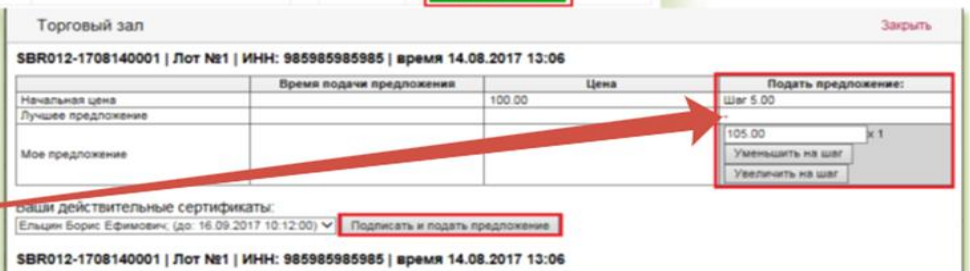 Торговый зал Закрыть
SBR012-1708140001 | Лот №1 | ИНН: 985985985985 | время 14.08.2017 13:06
Время подачи предложения Цена Подать предложение:
Начальная цена 100.00 Шаг 5.00
Лучшее предложение --
105.00 x 1
Мое предложение Уменьшить на шаг
Увеличить на шаг
Ваши действительные сертификаты:
Ельцин Борис Ефимович; (до: 16.09.2017 10:12:00) Подписать и подать предложение
SBR012-1708140001 | Лот №1 | ИНН: 985985985985 | время 14.08.2017 13:06